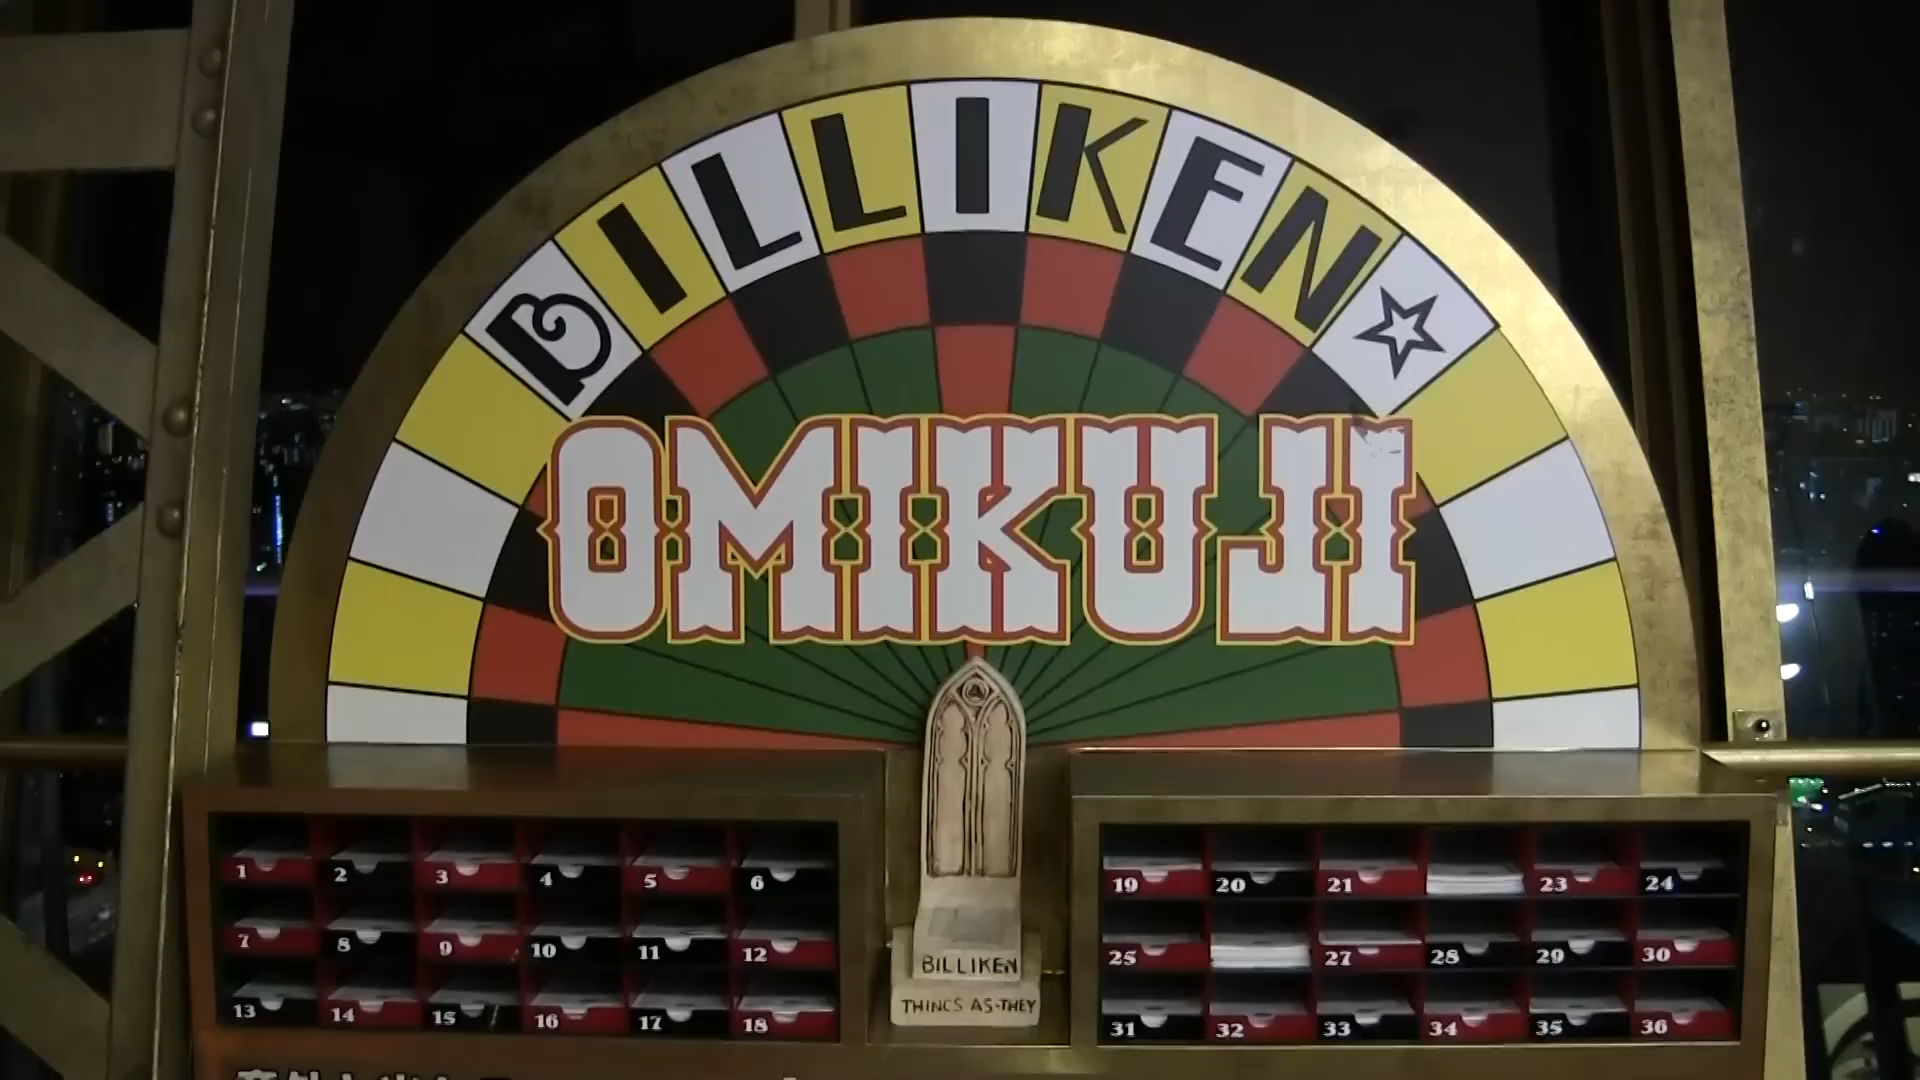 BILLIKEN☆
OMIKUJI
1 2 3 4 5 6
7 8 9 10 11 12
13 14 15 16 17 18
BILLIKEN
THINGS AS-THEY
19 20 21 23 24
25 27 28 29 30
31 32 33 34 35 36